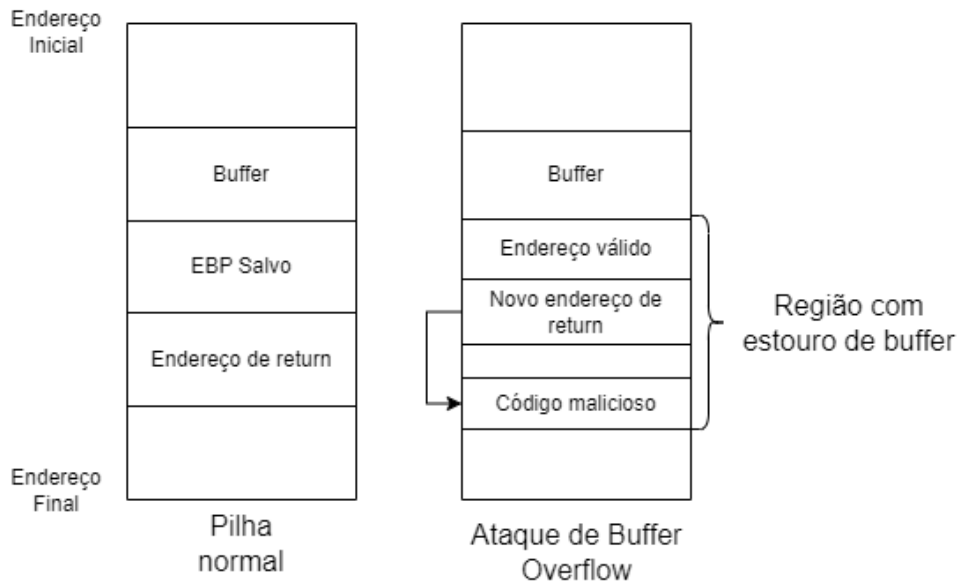 Endereço
Inicial
Buffer
EBP Salvo
Endereço de return
Endereço
Final
Pilha
normal
Buffer
Endereço válido
Novo endereço de
return
Código malicioso
Região com
estouro de buffer
Ataque de Buffer
Overflow